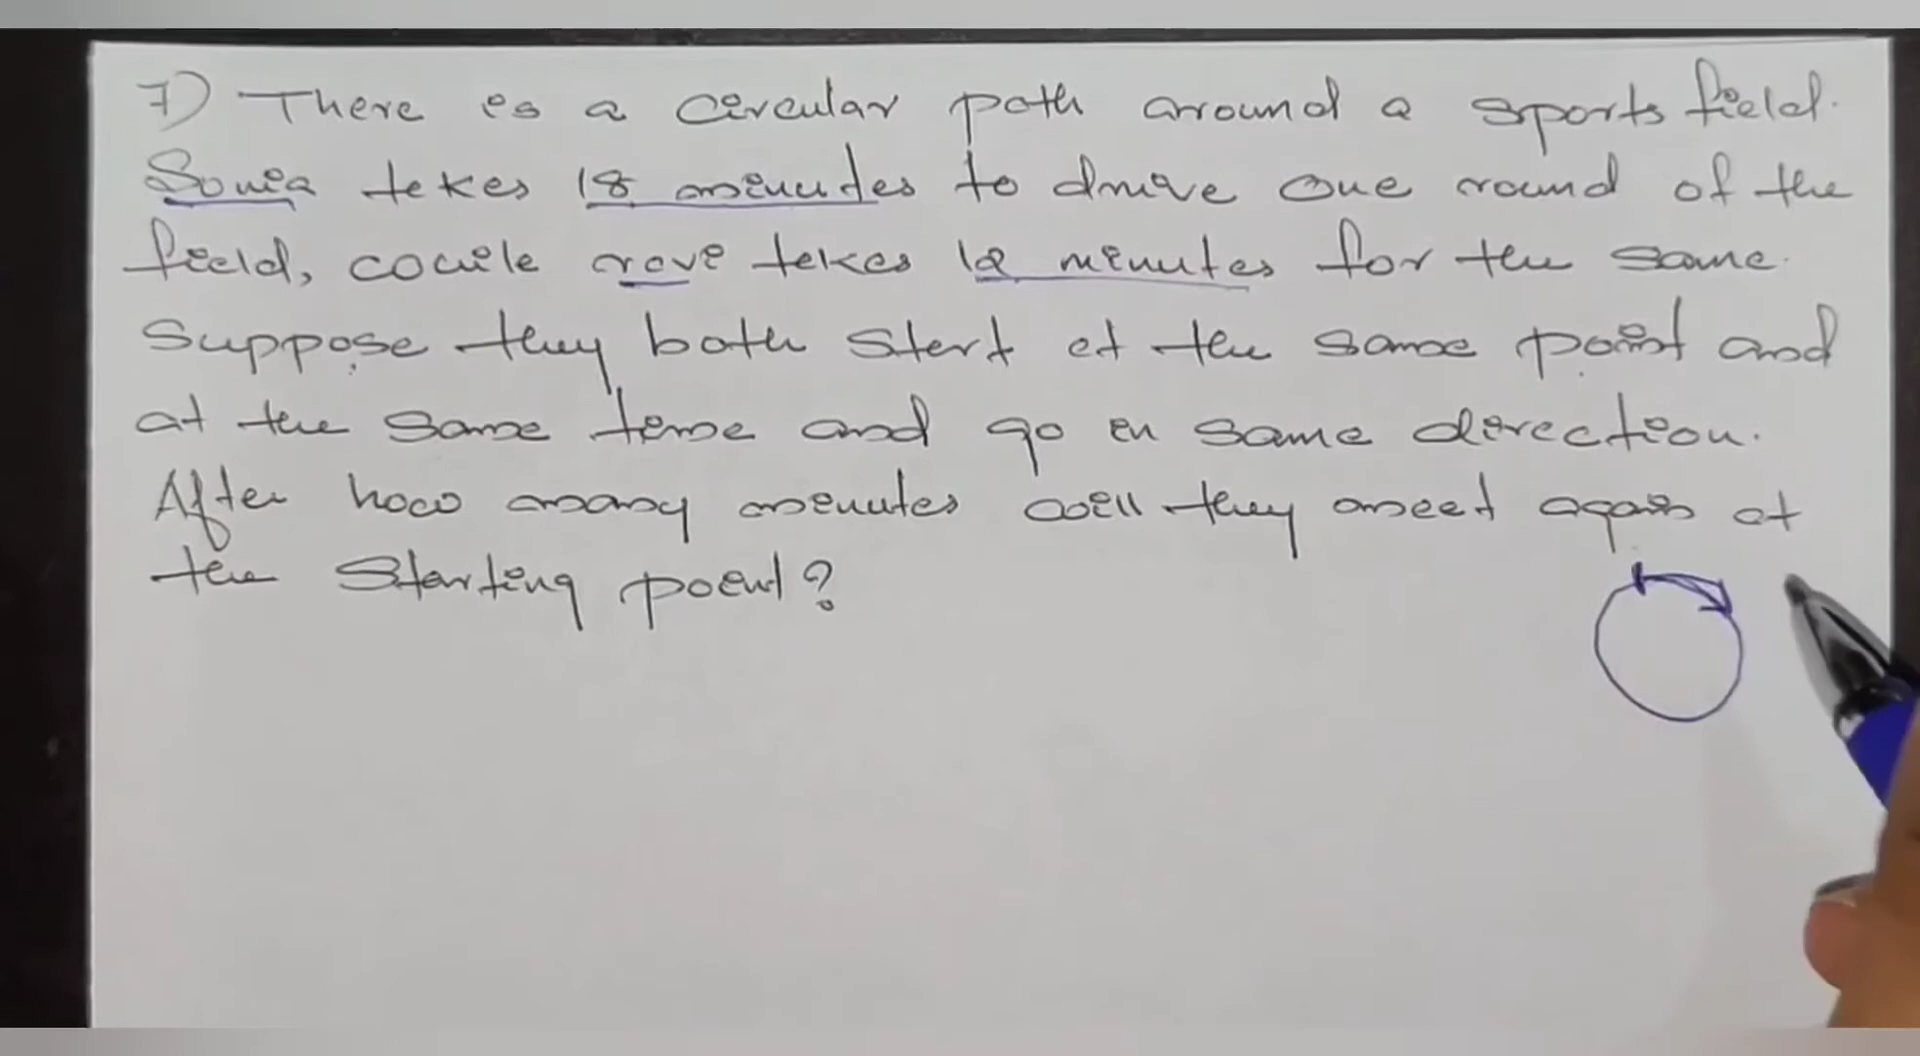 7) There is a circular path around a sports field.
Sonia takes 18 minutes to drive one round of the
field, while ravi takes 12 minutes for the same.
Suppose they both start at the same point and
at the same time and go in same direction.
After how many minutes will they meet again at
the starting point?